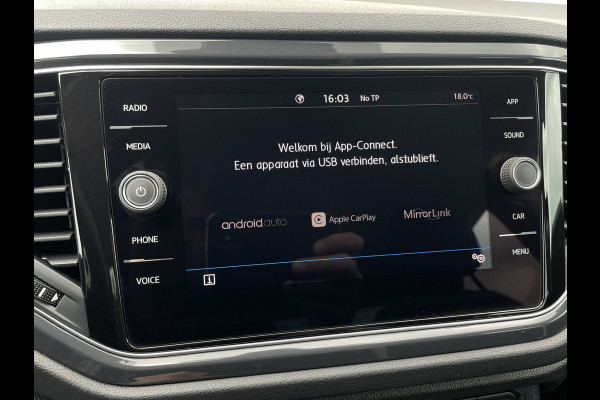 RADIO
MEDIA
PHONE
VOICE
16:03 No TP 18.0°C
Welkom bij App-Connect.
Een apparaat via USB verbinden, alstublieft.
androidauto Apple CarPlay MirrorLink
i
APP
SOUND
CAR
MENU